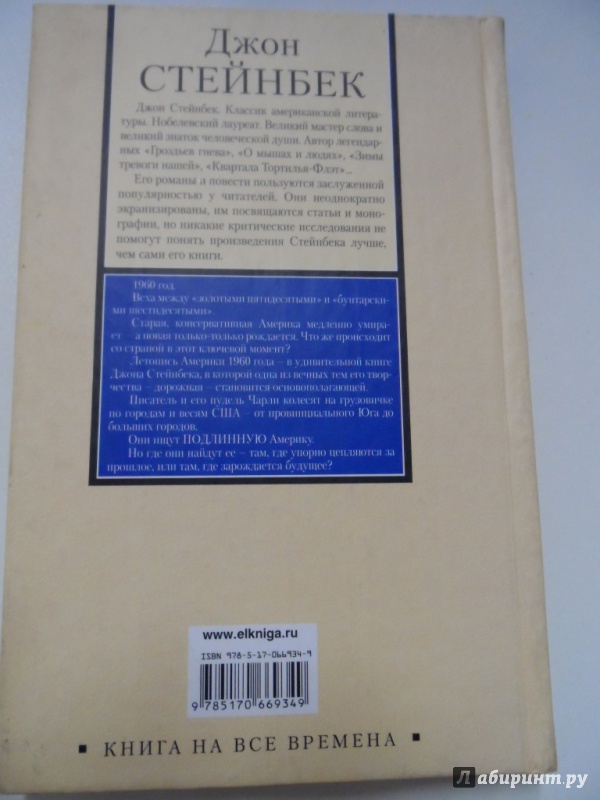 Джон
СТЕЙНБЕК
Джон Стейнбек. Классик американской литера-
туры. Нобелевский лауреат. Великий мастер слова и
великий знаток человеческой души. Автор легендар-
ных «Гроздьев гнева», «О мышах и людях», «Зимы
тревоги нашей», «Квартала Тортилья-Флэт»...
Его романы и повести пользуются заслуженной
популярностью у читателей. Они неоднократно
экранизированы, им посвящаются статьи и моно-
графии, но никакие критические исследования не
помогут понять произведения Стейнбека лучше,
чем сами его книги.
1960 год.
Веха между «золотыми пятидесятыми» и «бунтарски-
ми шестидесятыми».
Старая, консервативная Америка медленно умира-
ет – а новая только-только рождается. Что же происходит
со страной в этот ключевой момент?
Летопись Америки 1960 года – в удивительной книге
Джона Стейнбека, в которой одна из вечных тем его твор-
чества – дорожная – становится основополагающей.
Писатель и его пудель Чарли колесят на грузовичке
по городам и весям США – от провинциального Юга до
больших городов.
Они ищут ПОДЛИННУЮ Америку.
Но где они найдут ее – там, где упорно цепляются за
прошлое, или там, где зарождается будущее?
www.elkniga.ru
ISBN 978-5-17-066934-9
9 785170 669349
▪ КНИГА НА ВСЕ ВРЕМЕНА ▪
Лабиринт.ру